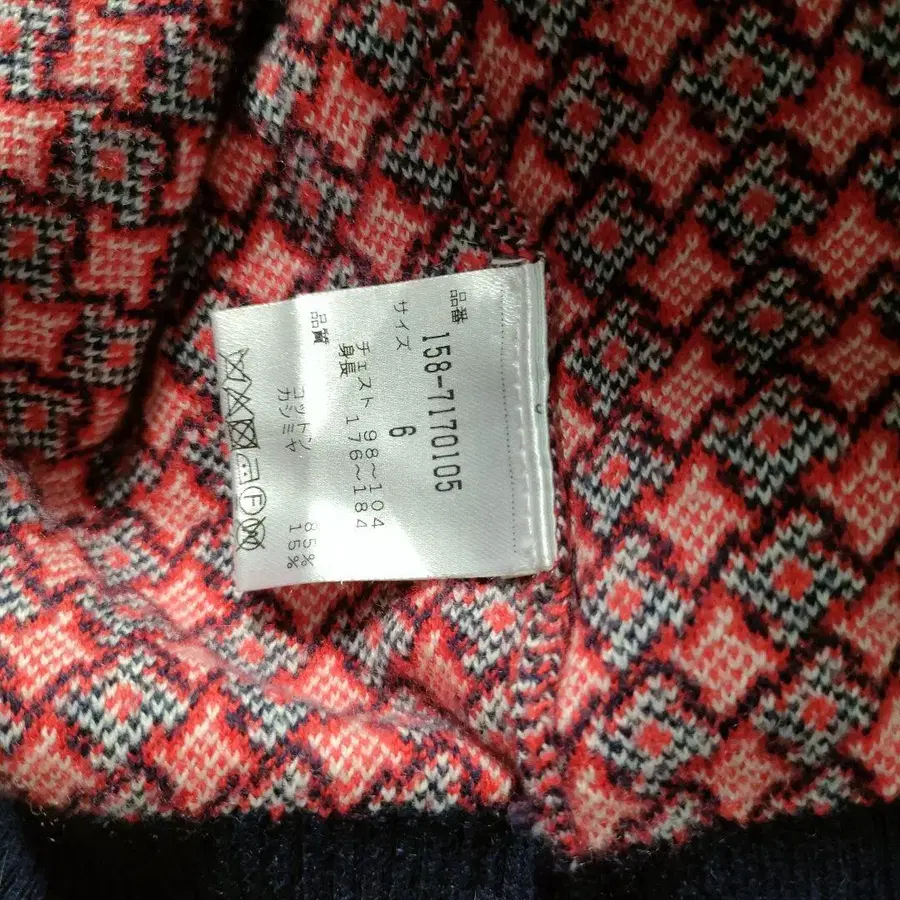 品番 158-7170105
サイズ 6
チェスト 98~104
身長 176~184
品質 コットン 85%
カシミヤ 15%
F